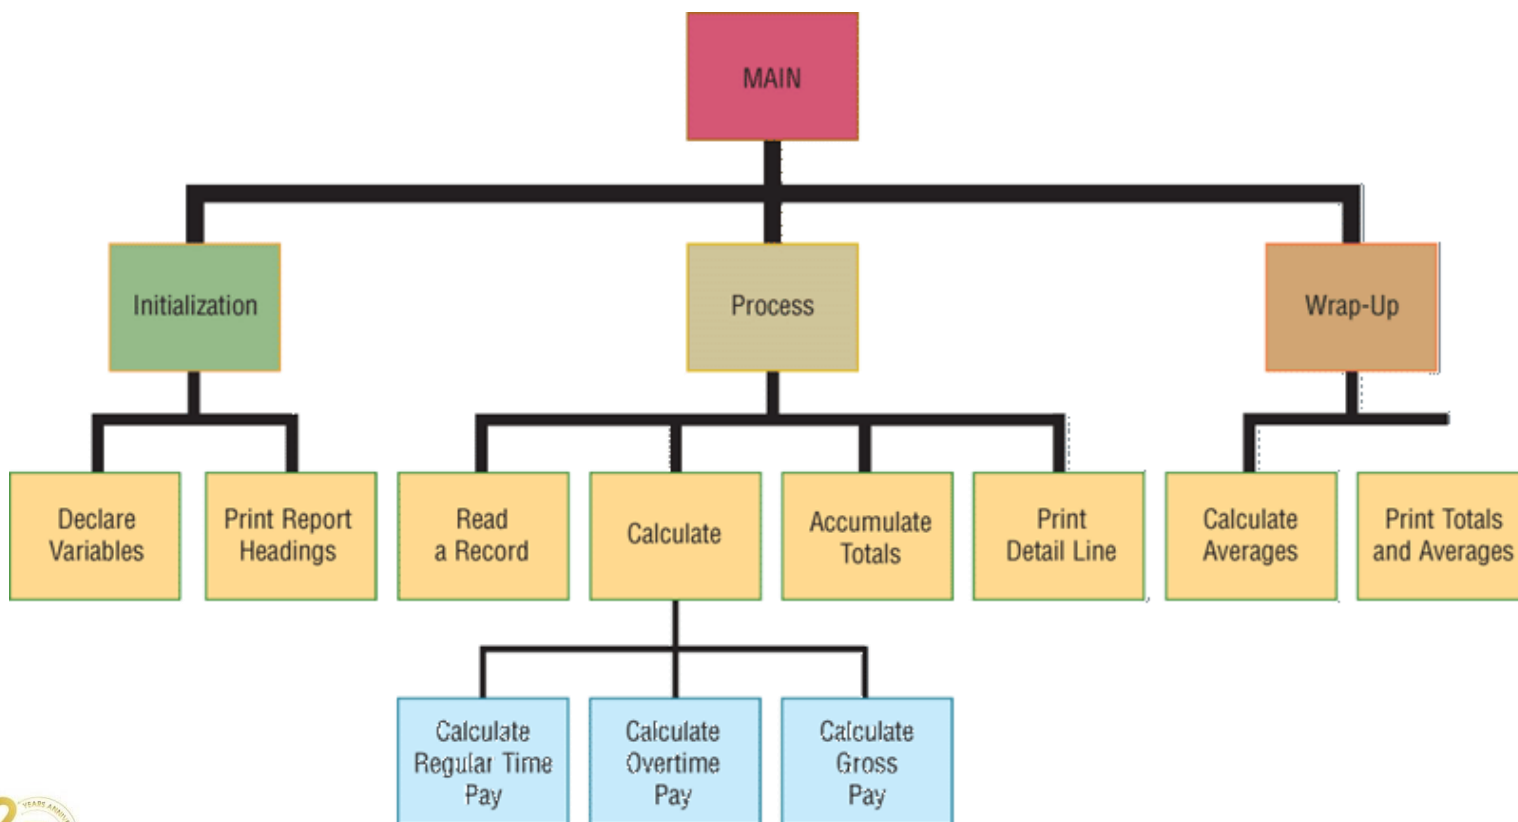 MAIN
Initialization
Process
Wrap-Up
Declare
Variables
Print Report
Headings
Read
a Record
Calculate
Accumulate
Totals
Print
Detail Line
Calculate
Averages
Print Totals
and Averages
Calculate
Regular Time
Pay
Calculate
Overtime
Pay
Calculate
Gross
Pay
YEARS